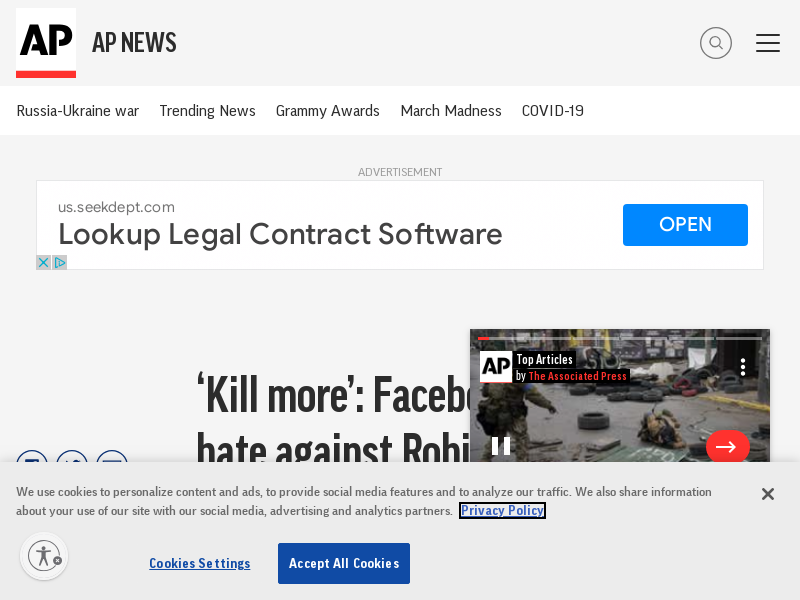 AP AP NEWS
Russia-Ukraine war Trending News Grammy Awards March Madness COVID-19
ADVERTISEMENT
us.seekdept.com
Lookup Legal Contract Software
OPEN
AP Top Articles
by The Associated Press
‘Kill more’: Facebo
hate against Robi
We use cookies to personalize content and ads, to provide social media features and to analyze our traffic. We also share information
about your use of our site with our social media, advertising and analytics partners. Privacy Policy
Cookies Settings
Accept All Cookies